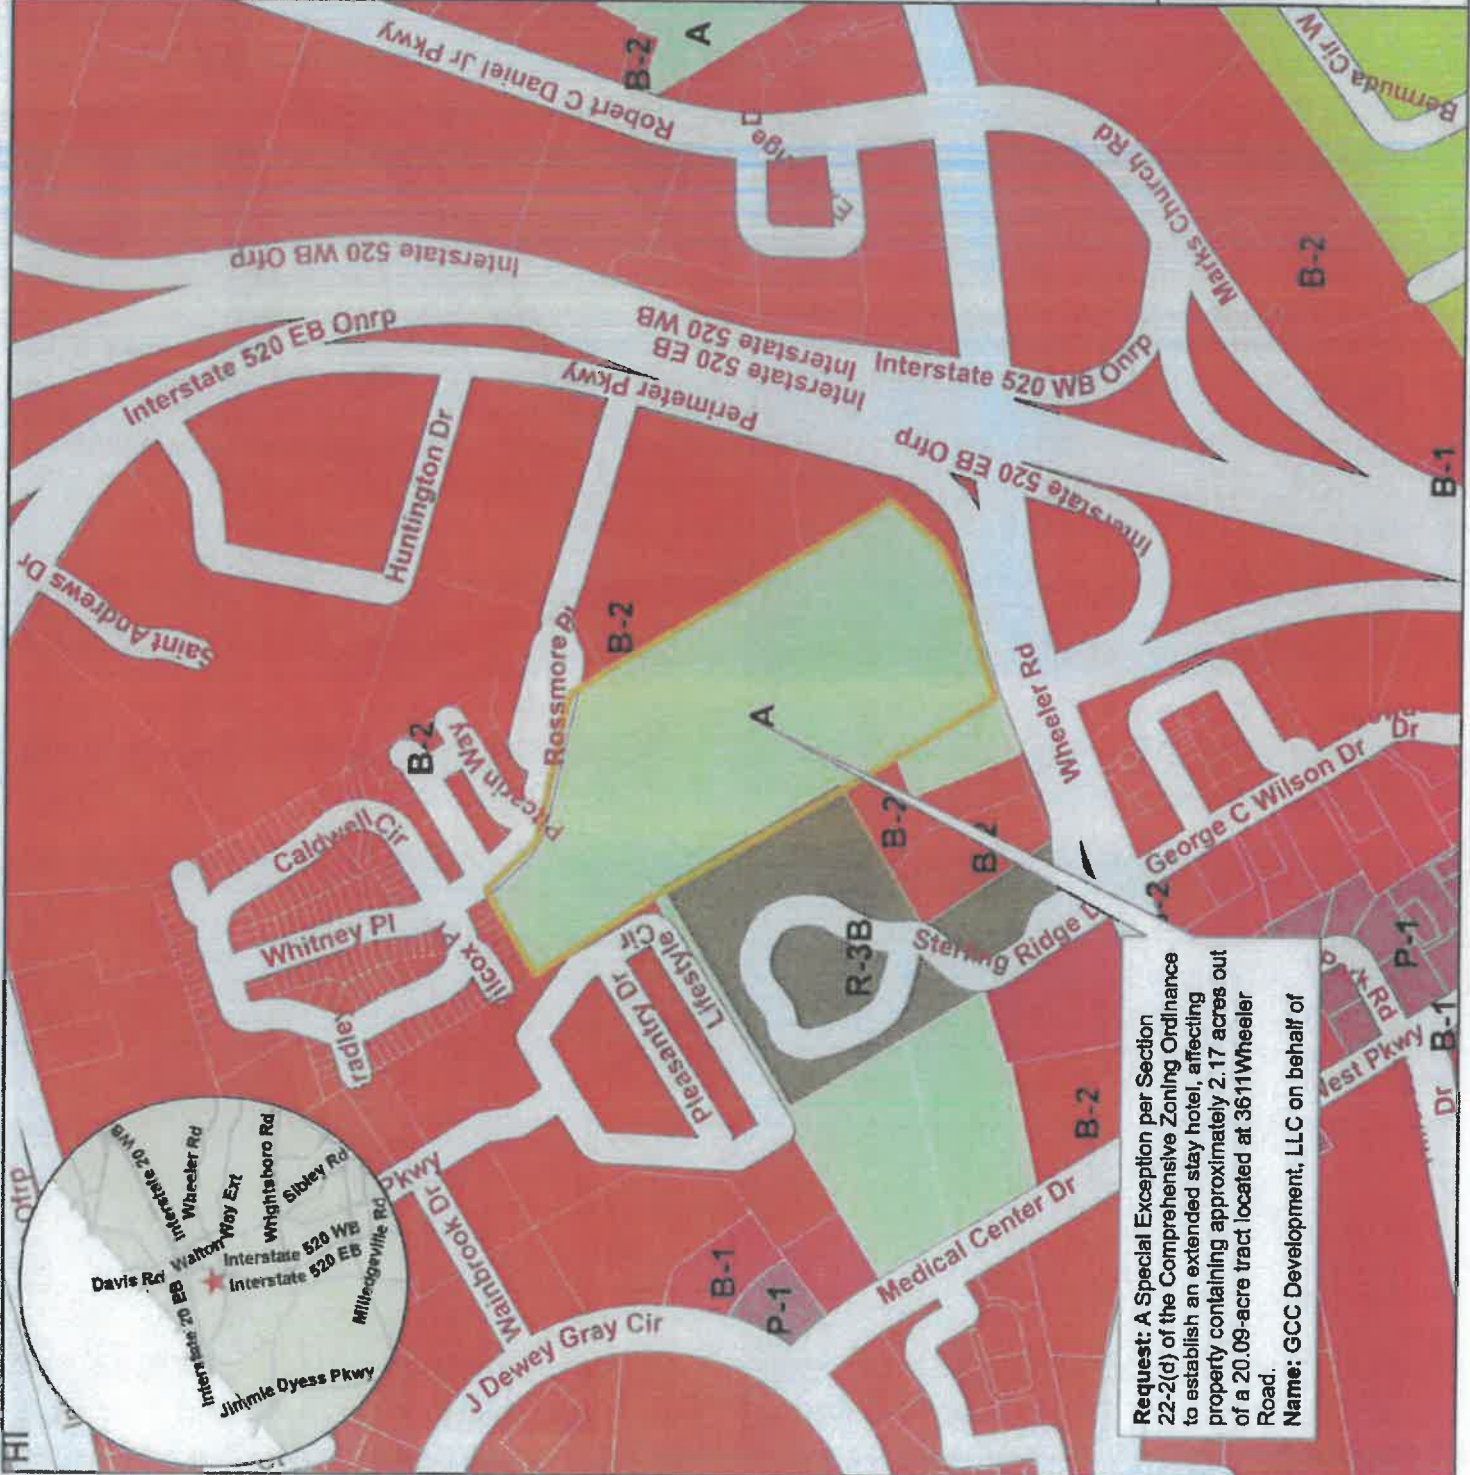 Robert C Daniel Jr Pkwy
B-2
A
Bermuda Cir W
Marks Church Rd
B-2
Interstate 520 WB Ofrp
Interstate 520 EB Onrp
Interstate 520 WB
Interstate 520 EB
Interstate 520 WB Onrp
Perimeter Pkwy
Interstate 520 EB Ofrp
B-1
Huntington Dr
Saint Andrews Dr
Rossmore Pl
B-2
B-2
Pitcarin Way
Caldwell Cir
Whitney Pl
A
Wheeler Rd
George C Wilson Dr
Dr
B-2
B-2
R-3B
Sterling Ridge D
Lifestyle Cir
Pleasantry Dr
Wainbrook Dr
Pkwy
B-1
P-1
J Dewey Gray Cir
Medical Center Dr
B-2
P-1
B-1
West Pkwy
Dr
Ofrp
Interstate 20 WB
Wheeler Rd
Walton Way Ext
Wrightsboro Rd
Sibley Rd
Davis Rd
Interstate 520 WB
Interstate 520 EB
Interstate 20 EB
Milledgeville Rd
Jimmie Dyess Pkwy
Request: A Special Exception per Section
22-2(d) of the Comprehensive Zoning Ordinance
to establish an extended stay hotel, affecting
property containing approximately 2.17 acres out
of a 20.09-acre tract located at 3611Wheeler
Road.
Name: GCC Development, LLC on behalf of